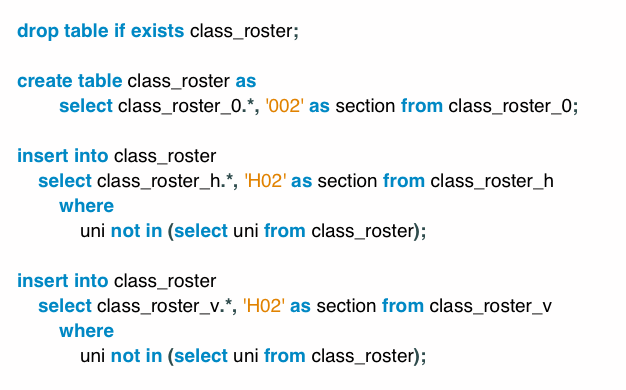 drop table if exists class_roster;
create table class_roster as
select class_roster_0.*, '002' as section from class_roster_0;
insert into class_roster
select class_roster_h.*, 'H02' as section from class_roster_h
where
uni not in (select uni from class_roster);
insert into class_roster
select class_roster_v.*, 'H02' as section from class_roster_v
where
uni not in (select uni from class_roster);